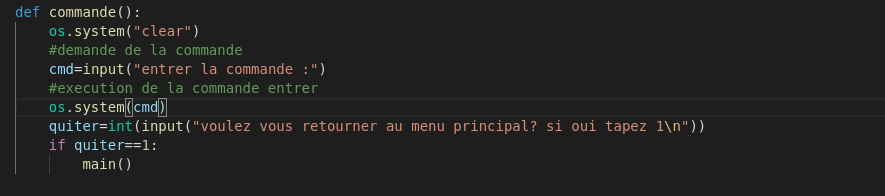 def commande():
    os.system("clear")
    #demande de la commande
    cmd=input("entrer la commande :")
    #execution de la commande entrer
    os.system(cmd)
    quiter=int(input("voulez vous retourner au menu principal? si oui tapez 1\n"))
    if quiter==1:
        main()